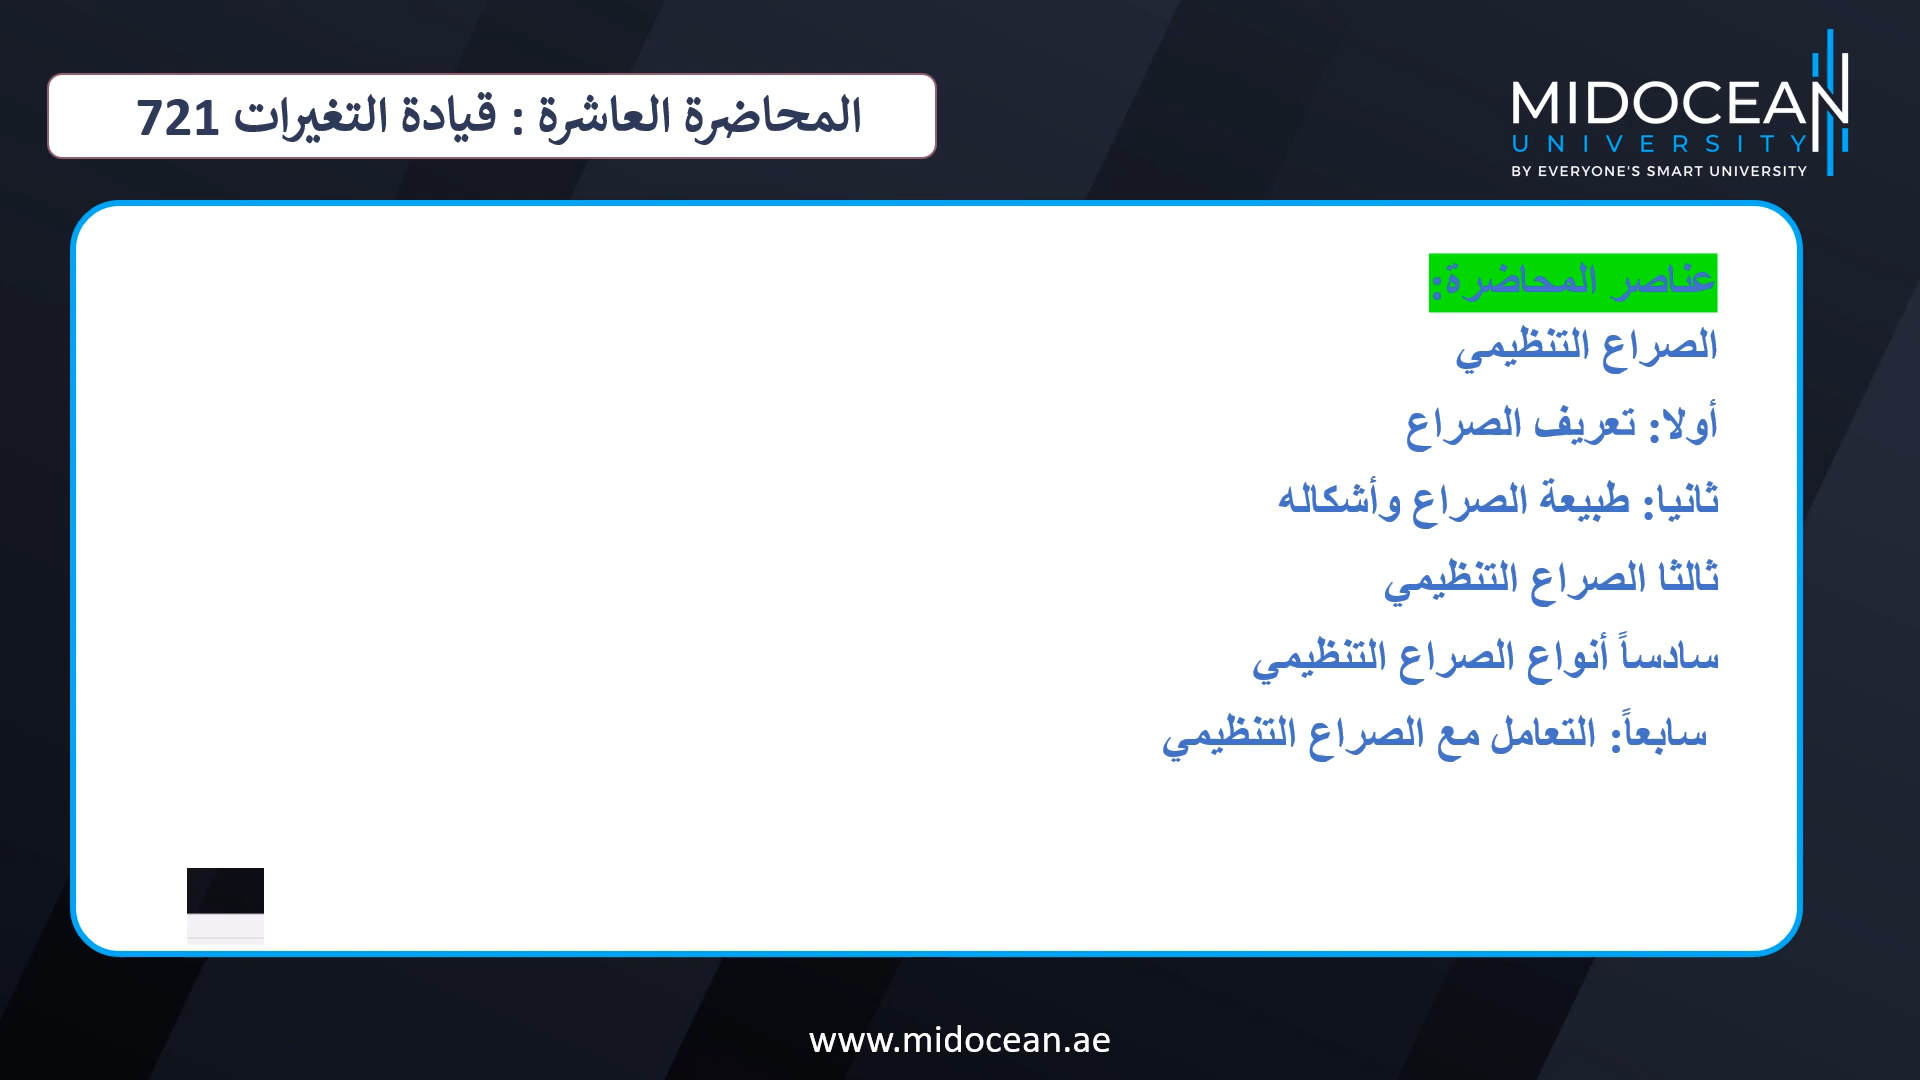 المحاضرة العاشرة : قيادة التغيرات 721
MIDOCEAN
UNIVERSITY
BY EVERYONE'S SMART UNIVERSITY
عناصر المحاضرة:
الصراع التنظيمي
أولا: تعريف الصراع
ثانيا: طبيعة الصراع وأشكاله
ثالثا الصراع التنظيمي
سادساً أنواع الصراع التنظيمي
سابعاً: التعامل مع الصراع التنظيمي
www.midocean.ae